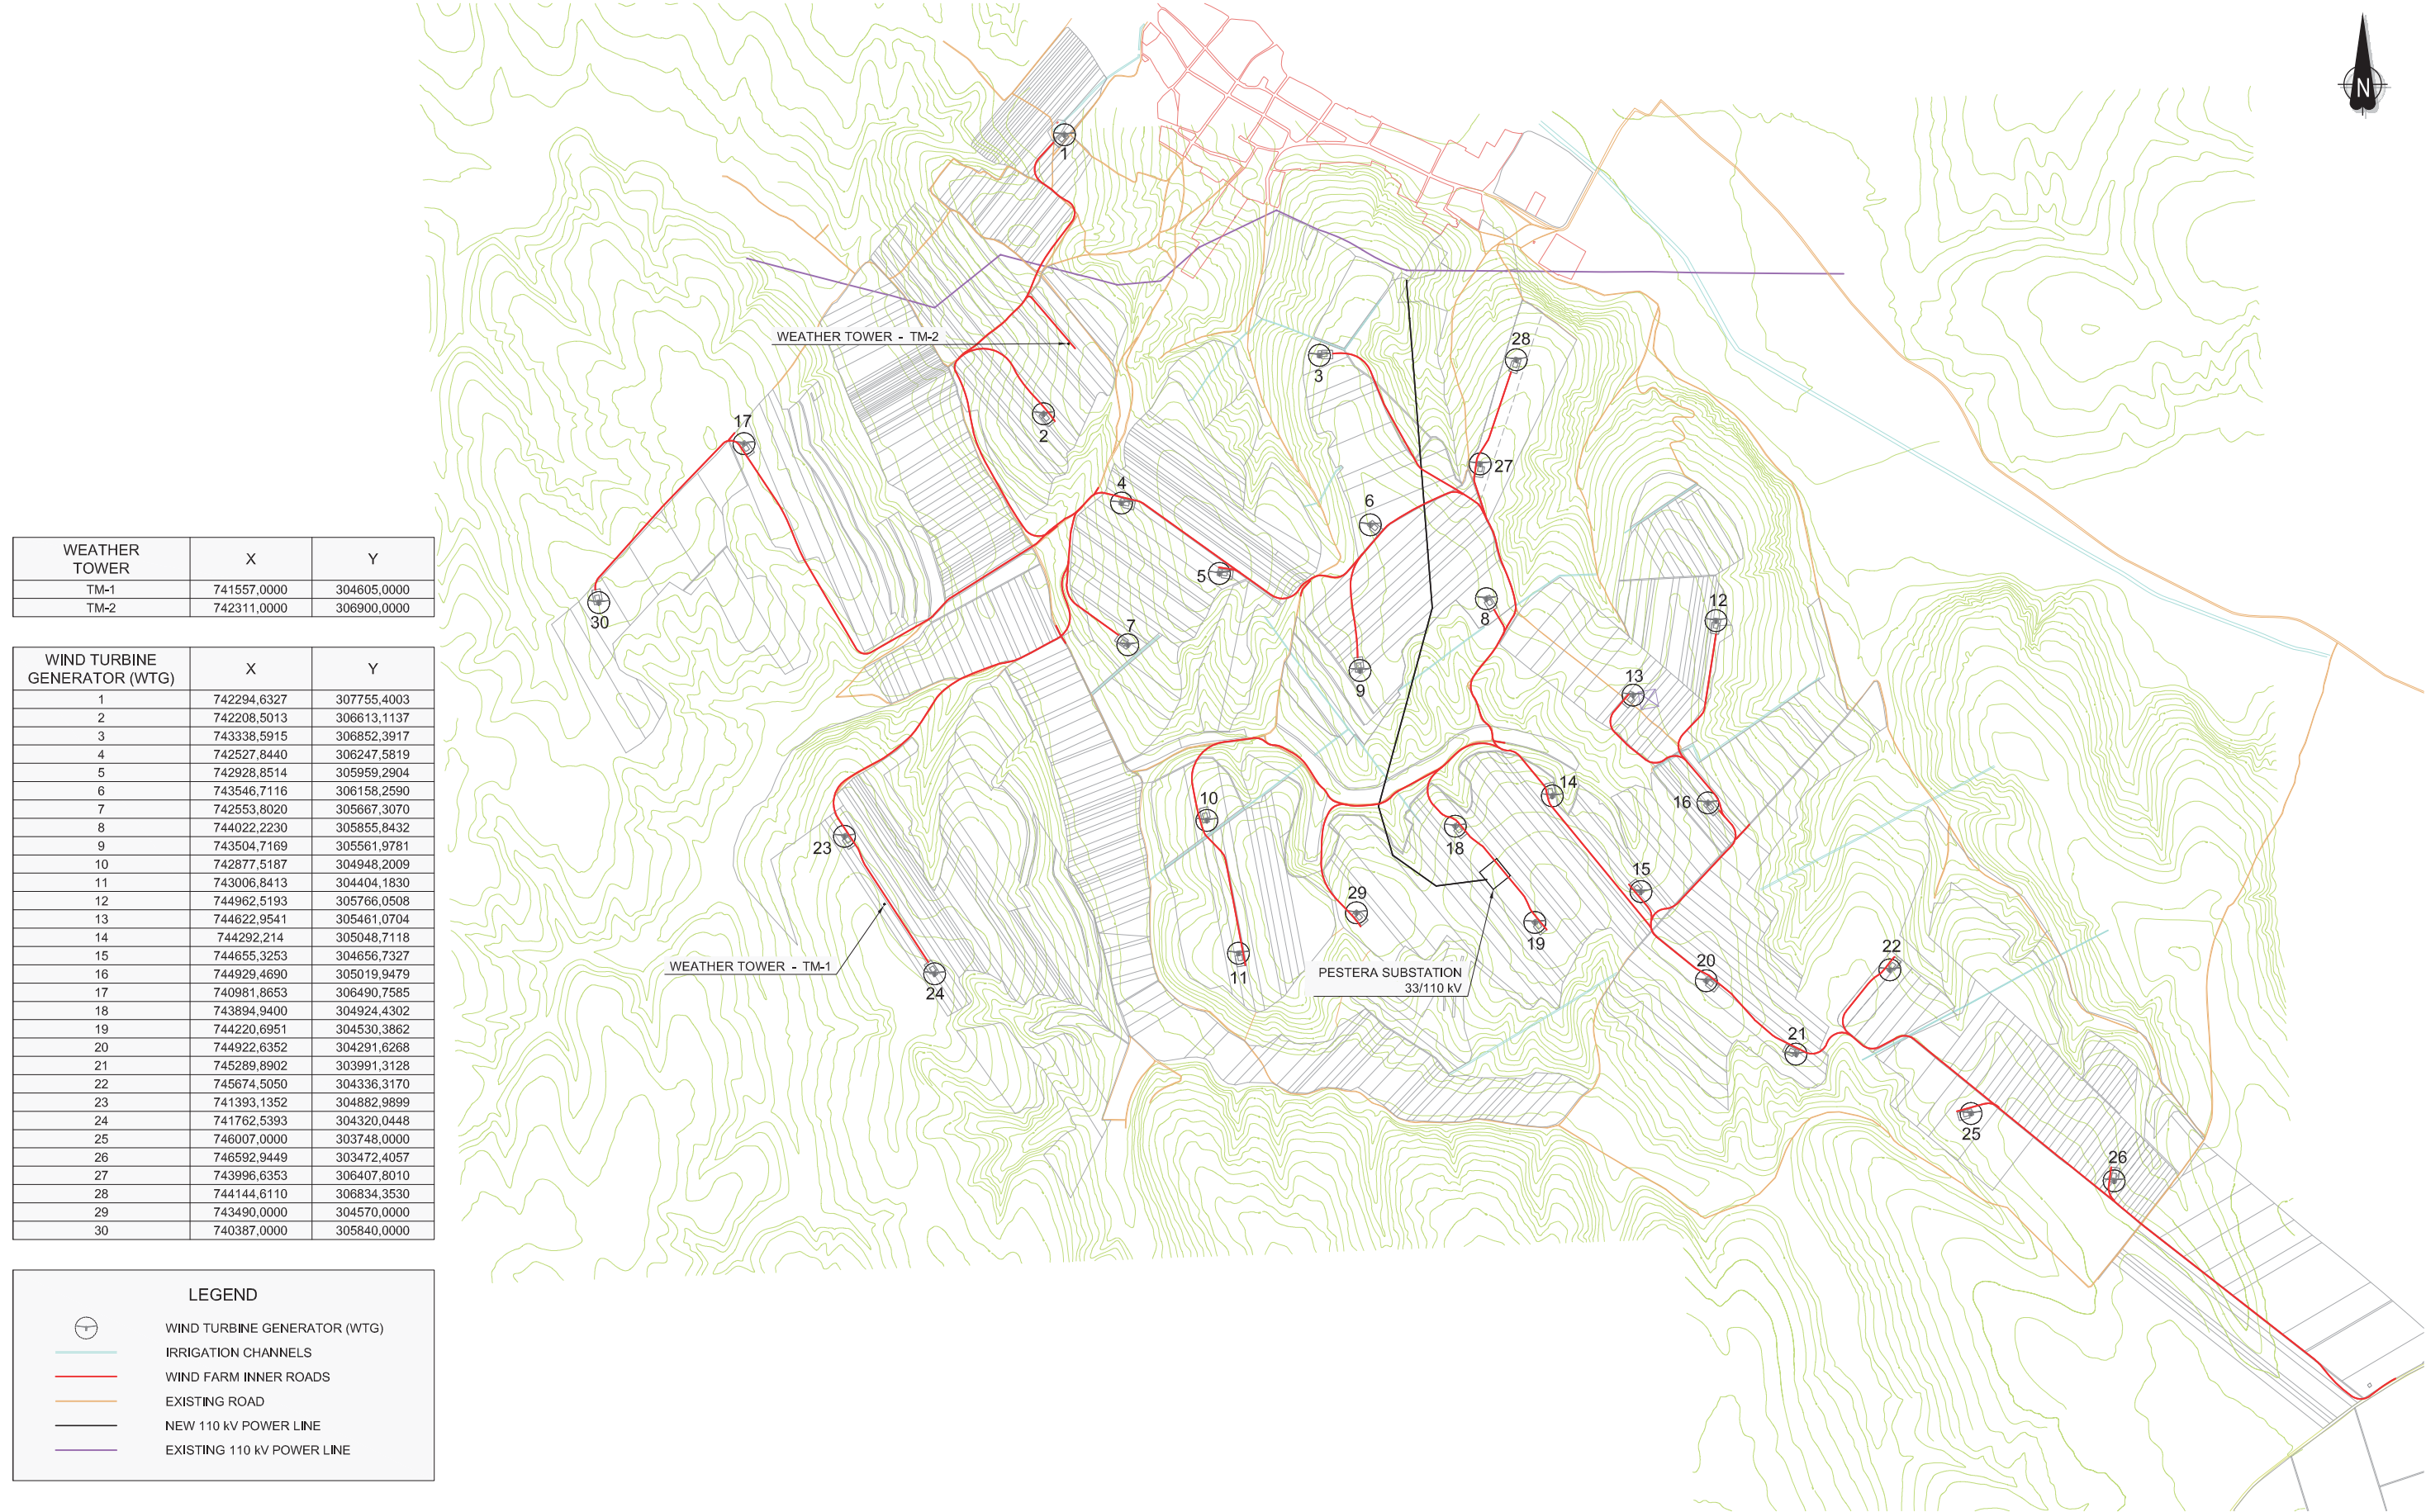 N
1
WEATHER TOWER - TM-2
28
3
17
2
27
4
6
5
30
7
8
12
9
13
10
14
16
18
23
29
15
19
11
24
WEATHER TOWER - TM-1
PESTERA SUBSTATION
33/110 kV
20
22
21
25
26
WEATHER TOWER X Y
TM-1 741557,0000 304605,0000
TM-2 742311,0000 306900,0000
WIND TURBINE GENERATOR (WTG) X Y
1 742294,6327 307755,4003
2 742208,5013 306613,1137
3 743338,5915 306852,3917
4 742527,8440 306247,5819
5 742928,8514 305959,2904
6 743546,7116 306158,2590
7 742553,8020 305667,3070
8 744022,2230 305855,8432
9 743504,7169 305561,9781
10 742877,5187 304948,2009
11 743006,8413 304404,1830
12 744962,5193 305766,0508
13 744622,9541 305461,0704
14 744292,214 305048,7118
15 744655,3253 304656,7327
16 744929,4690 305019,9479
17 740981,8653 306490,7585
18 743894,9400 304924,4302
19 744220,6951 304530,3862
20 744922,6352 304291,6268
21 745289,8902 303991,3128
22 745674,5050 304336,3170
23 741393,1352 304882,9899
24 741762,5393 304320,0448
25 746007,0000 303748,0000
26 746592,9449 303472,4057
27 743996,6353 306407,8010
28 744144,6110 306834,3530
29 743490,0000 304570,0000
30 740387,0000 305840,0000
LEGEND
WIND TURBINE GENERATOR (WTG)
IRRIGATION CHANNELS
WIND FARM INNER ROADS
EXISTING ROAD
NEW 110 kV POWER LINE
EXISTING 110 kV POWER LINE